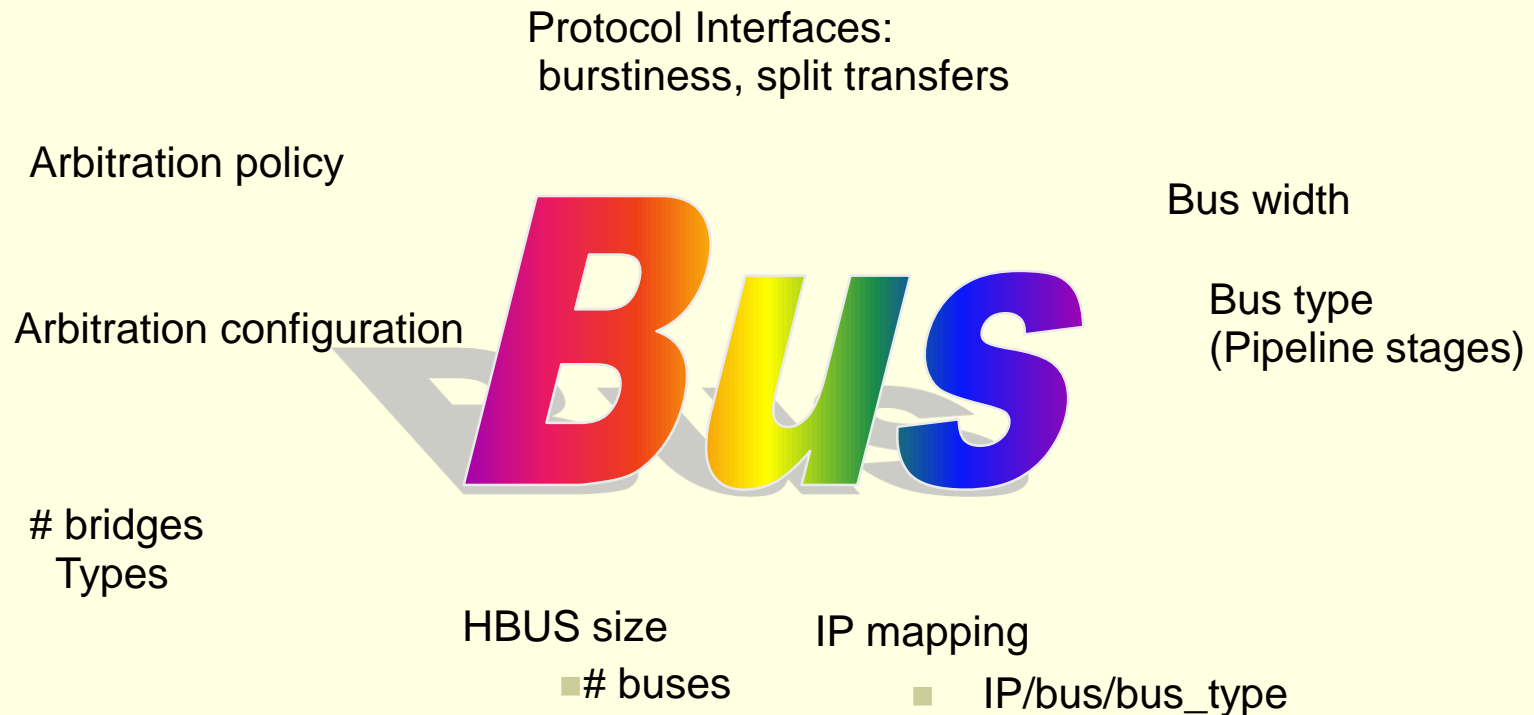 Protocol Interfaces:
burstiness, split transfers
Arbitration policy
Bus width
Bus
Bus type
(Pipeline stages)
Arbitration configuration
# bridges
Types
HBUS size
# buses
IP mapping
IP/bus/bus_type